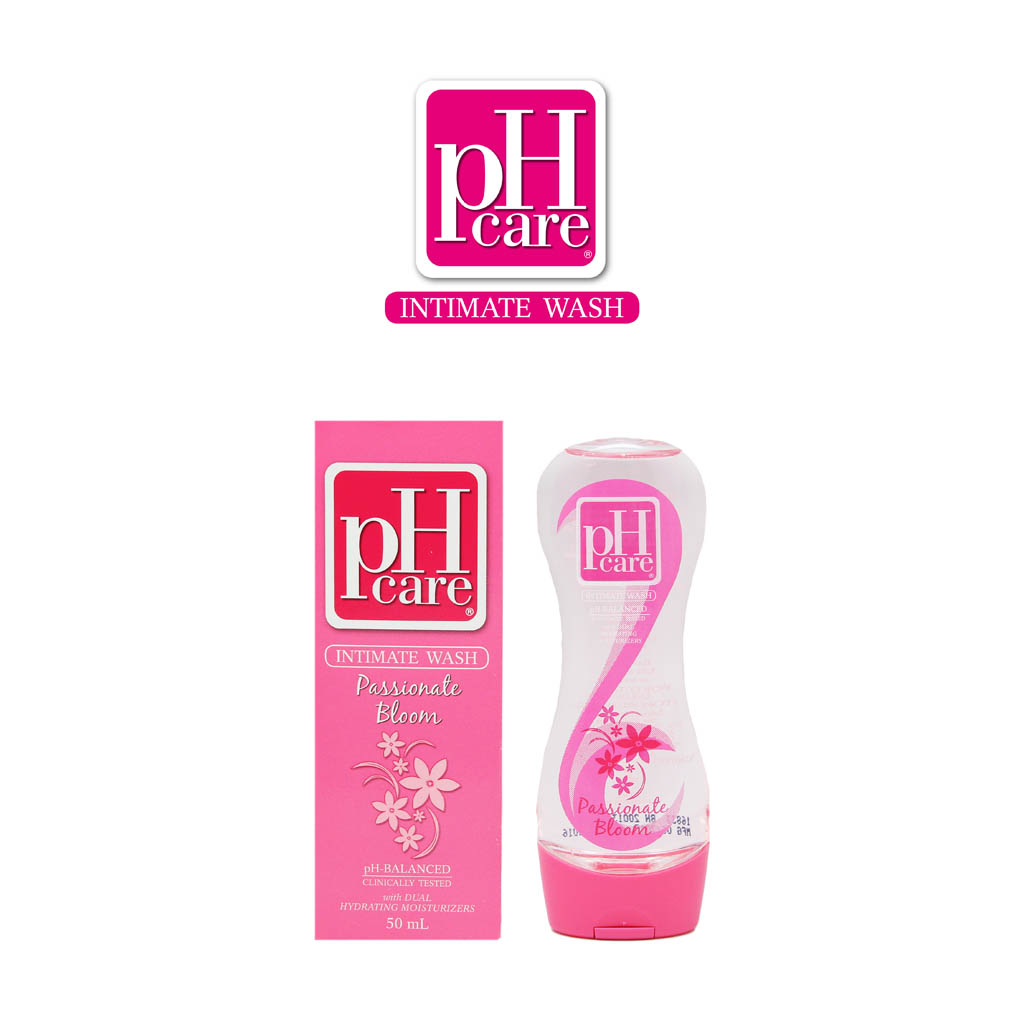 pH
care®
INTIMATE WASH
pH
care®
INTIMATE WASH
Passionate
Bloom
pH-BALANCED
CLINICALLY TESTED
with DUAL
HYDRATING MOISTURIZERS
50 mL
pH
care®
INTIMATE WASH
pH-BALANCED
Passionate
Bloom